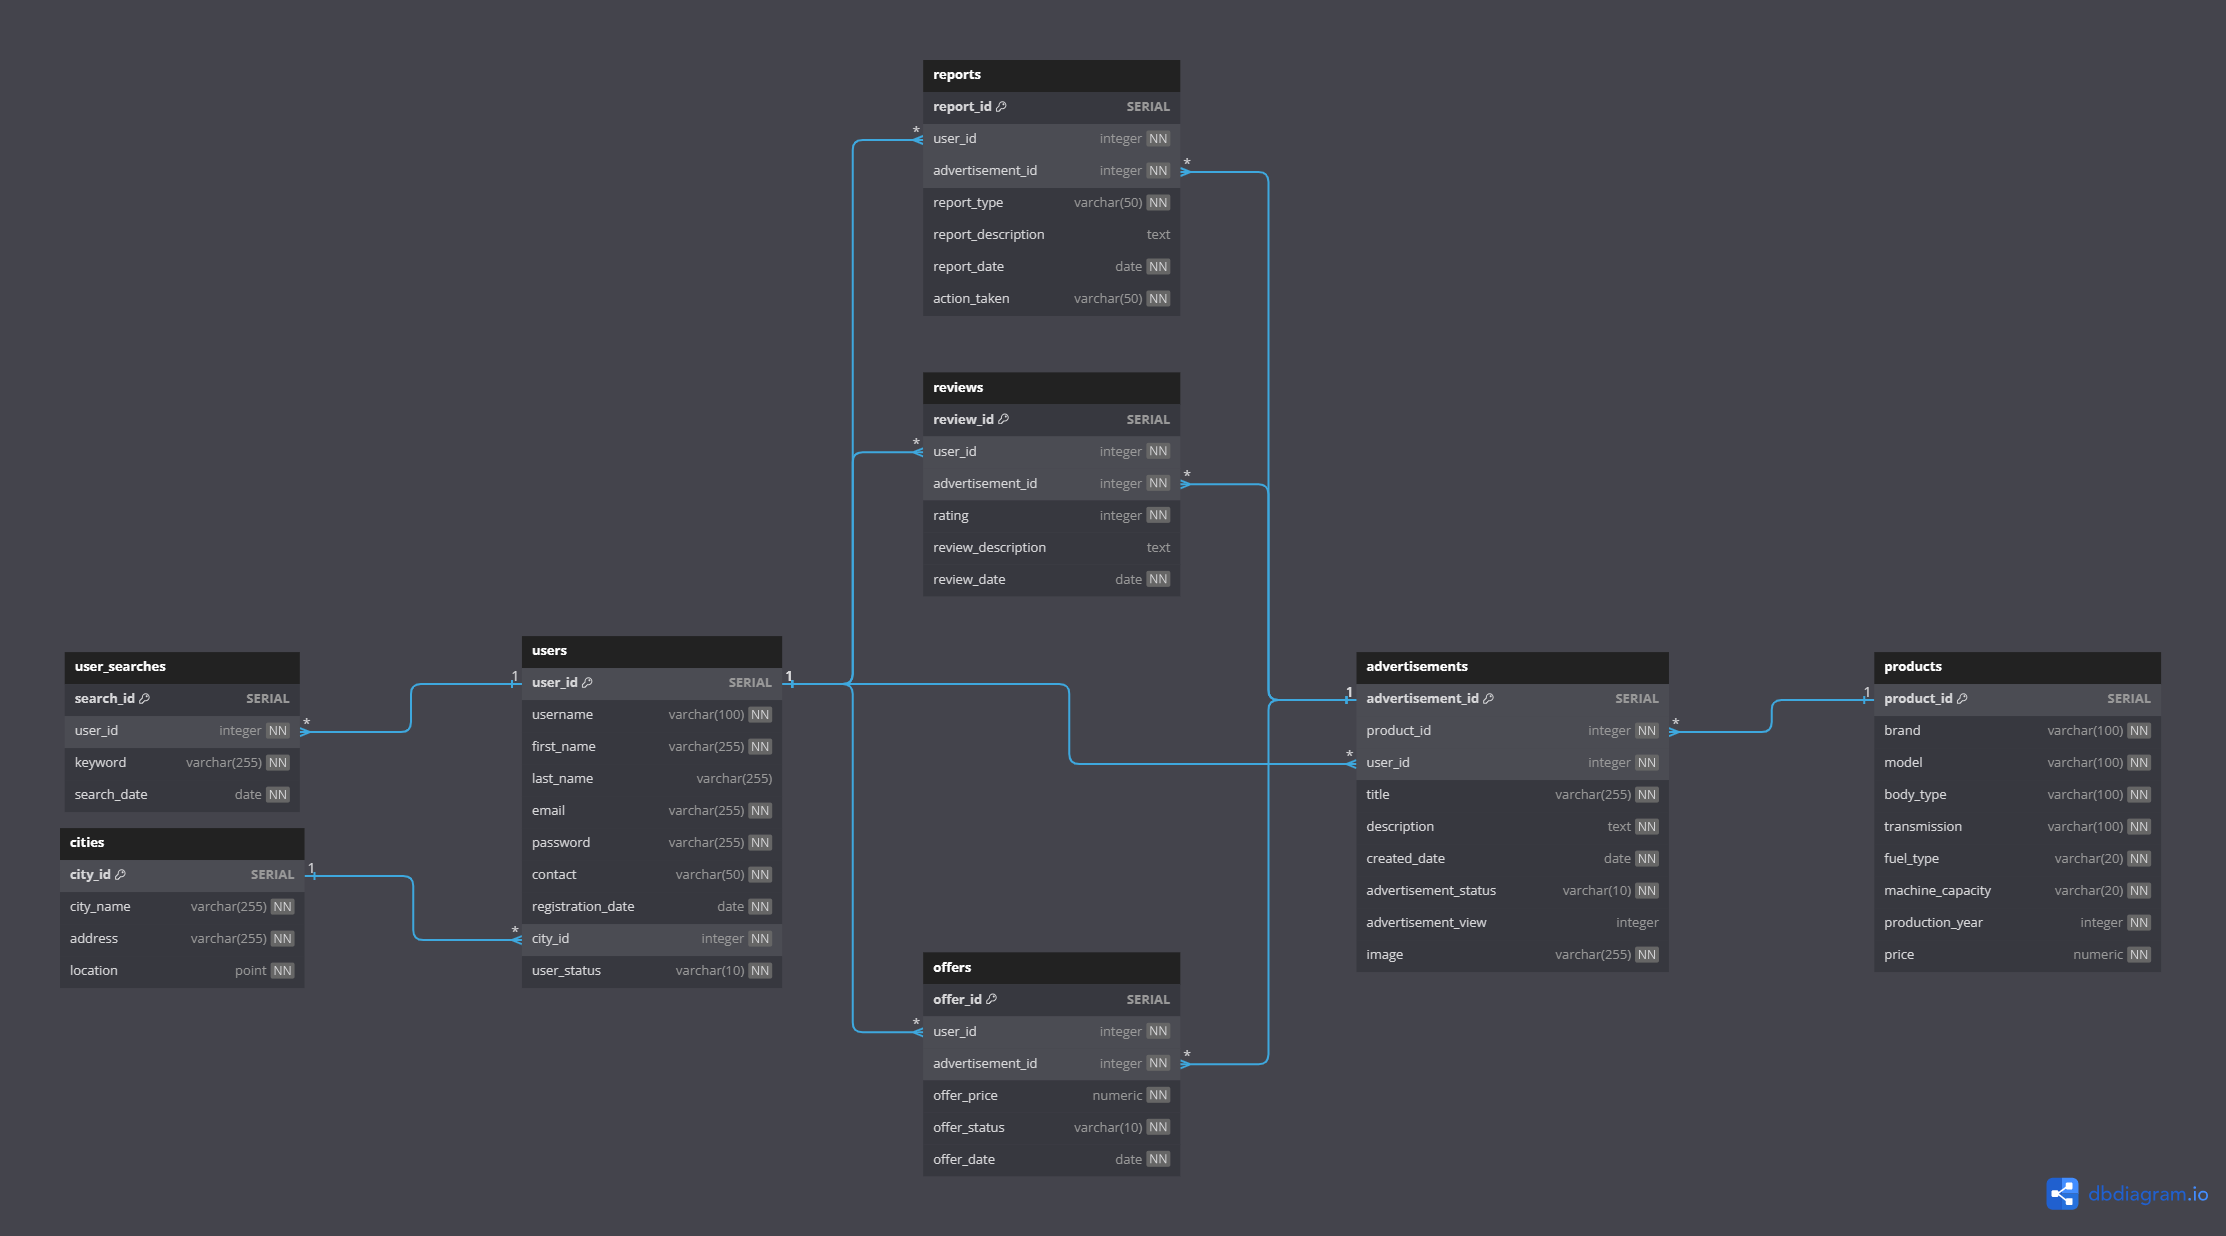 reports
report_id SERIAL
user_id integer NN
advertisement_id integer NN
report_type varchar(50) NN
report_description text
report_date date NN
action_taken varchar(50) NN
reviews
review_id SERIAL
user_id integer NN
advertisement_id integer NN
rating integer NN
review_description text
review_date date NN
user_searches
search_id SERIAL
user_id integer NN
keyword varchar(255) NN
search_date date NN
cities
city_id SERIAL
city_name varchar(255) NN
address varchar(255) NN
location point NN
users
user_id SERIAL
username varchar(100) NN
first_name varchar(255) NN
last_name varchar(255)
email varchar(255) NN
password varchar(255) NN
contact varchar(50) NN
registration_date date NN
city_id integer NN
user_status varchar(10) NN
offers
offer_id SERIAL
user_id integer NN
advertisement_id integer NN
offer_price numeric NN
offer_status varchar(10) NN
offer_date date NN
advertisements
advertisement_id SERIAL
product_id integer NN
user_id integer NN
title varchar(255) NN
description text NN
created_date date NN
advertisement_status varchar(10) NN
advertisement_view integer
image varchar(255) NN
products
product_id SERIAL
brand varchar(100) NN
model varchar(100) NN
body_type varchar(100) NN
transmission varchar(100) NN
fuel_type varchar(20) NN
machine_capacity varchar(20) NN
production_year integer NN
price numeric NN
*
*
*
*
1
*
1
*
1
*
*
*
1
*
1
*
dbdiagram.io